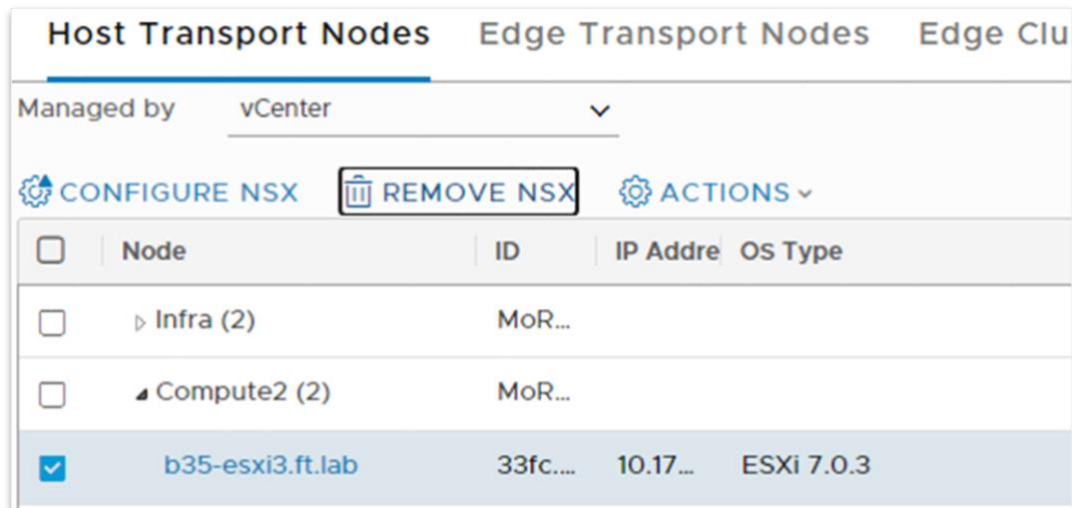 Host Transport Nodes Edge Transport Nodes Edge Clu
Managed by vCenter
CONFIGURE NSX REMOVE NSX ACTIONS
Node ID IP Addre OS Type
Infra (2) MoR...
Compute2 (2) MoR...
b35-esxi3.ft.lab 33fc.... 10.17... ESXi 7.0.3